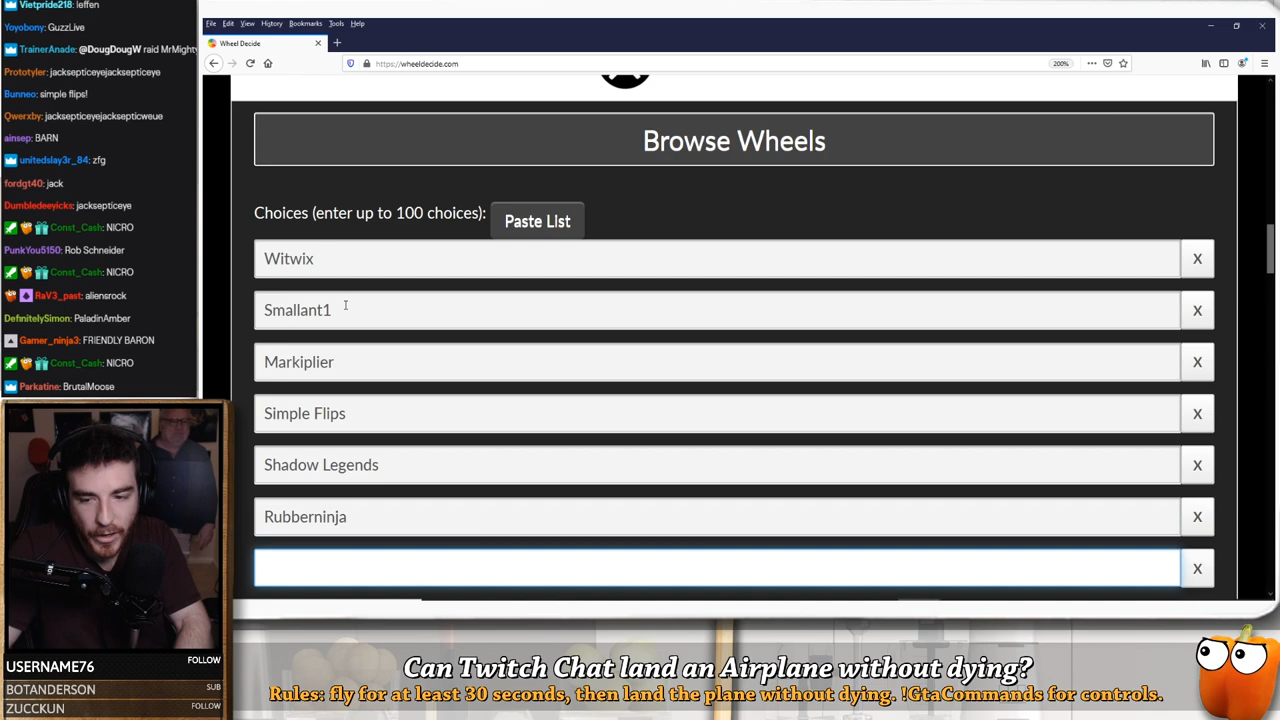 Vietpride218: leffen
Yoyobony: GuzzLive
TrainerAnade: @DougDougW raid MrMighty
Prototyler: jacksepticeyejacksepticeye
Bunneo: simple flips!
Qwerxby: jacksepticeyejacksepticweue
ainsep: BARN
unitedslay3r_84: zfg
fordgt40: jack
Dumbledeeyicks: jacksepticeye
Const_Cash: NICRO
PunkYou5150: Rob Schneider
Const_Cash: NICRO
RaV3_past: aliensrock
DefinitelySimon: PaladinAmber
Gamer_ninja3: FRIENDLY BARON
Const_Cash: NICRO
Parkatine: BrutalMoose
File Edit View History Bookmarks Tools Help
Wheel Decide
https://wheeldecide.com
200%
Browse Wheels
Choices (enter up to 100 choices): Paste List
Witwix X
Smallant1 X
Markiplier X
Simple Flips X
Shadow Legends X
Rubberninja X
X
USERNAME76 FOLLOW
BOTANDERSON SUB
ZUCCKUN FOLLOW
Can Twitch Chat land an Airplane without dying?
Rules: fly for at least 30 seconds, then land the plane without dying. !GtaCommands for controls.